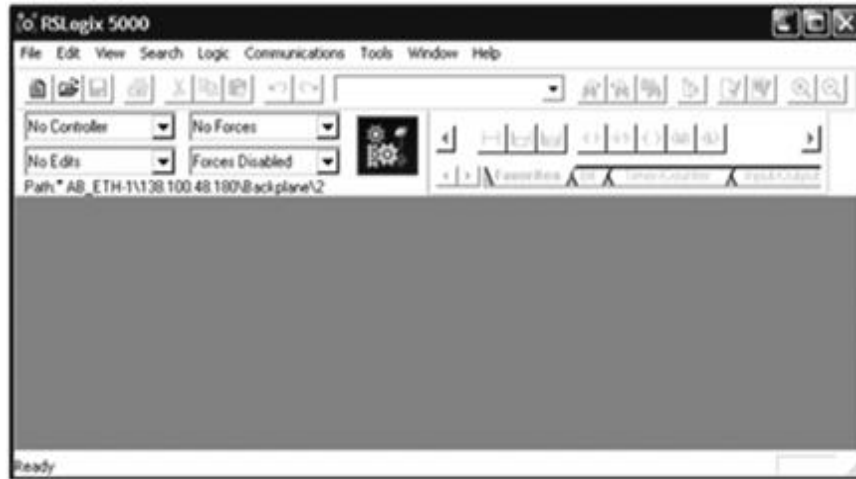 RSLogix 5000
File Edit View Search Logic Communications Tools Window Help
No Controller No Forces
No Edits Forces Disabled
Path:* AB_ETH-1\138.100.48.180\Backplane\2
Favorites Bit Timer/Counter Input/Output
Ready